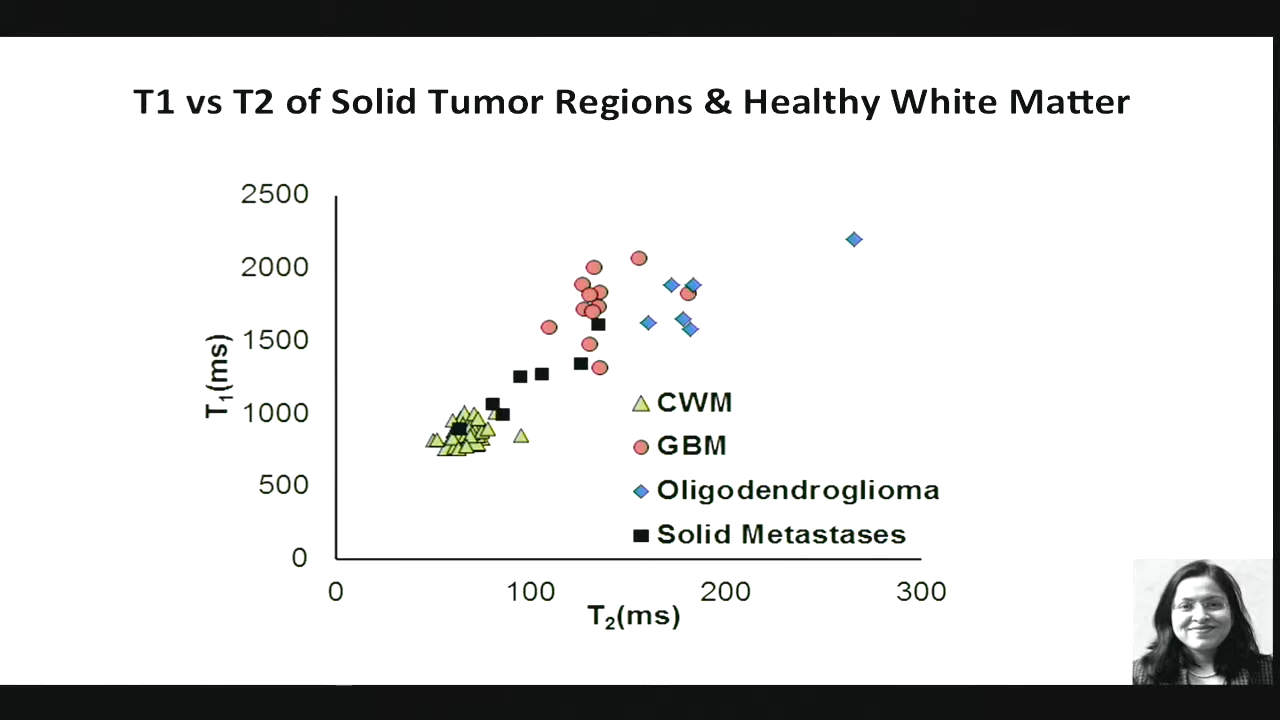 T1 vs T2 of Solid Tumor Regions & Healthy White Matter
2500
2000
1500
1000
500
0
T1(ms)
CWM
GBM
Oligodendroglioma
Solid Metastases
0 100 200 300
T2(ms)